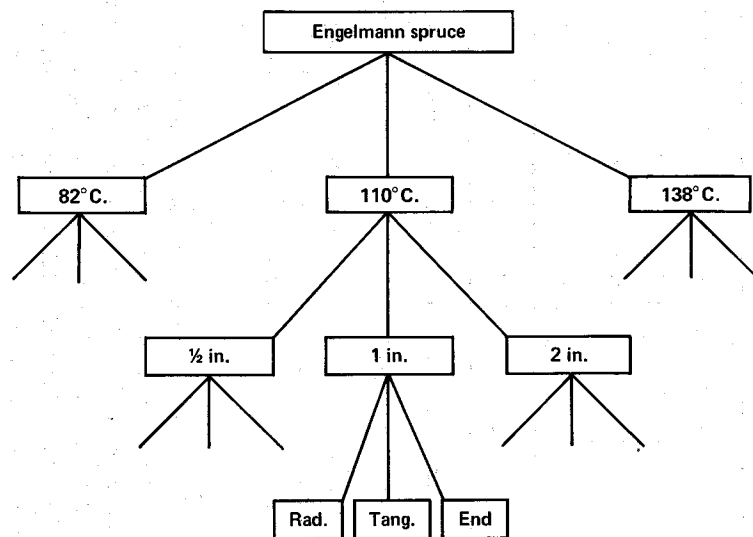 Engelmann spruce
82°C.
110°C.
138°C.
½ in.
1 in.
2 in.
Rad.
Tang.
End